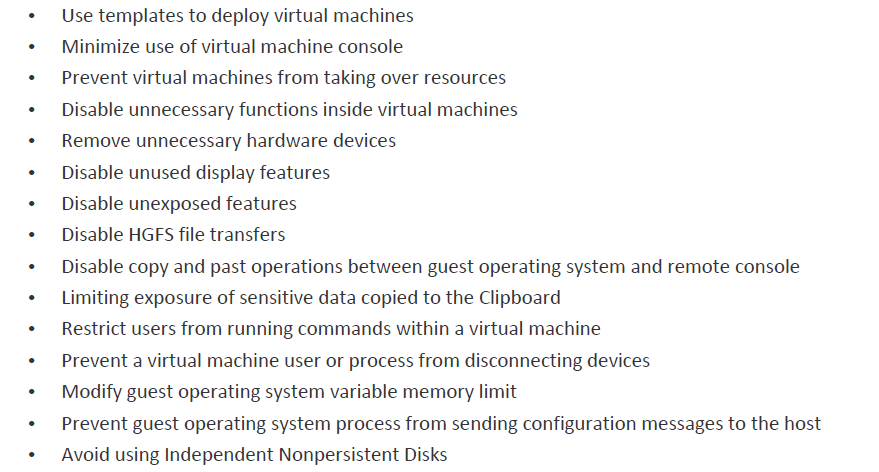 • Use templates to deploy virtual machines
• Minimize use of virtual machine console
• Prevent virtual machines from taking over resources
• Disable unnecessary functions inside virtual machines
• Remove unnecessary hardware devices
• Disable unused display features
• Disable unexposed features
• Disable HGFS file transfers
• Disable copy and past operations between guest operating system and remote console
• Limiting exposure of sensitive data copied to the Clipboard
• Restrict users from running commands within a virtual machine
• Prevent a virtual machine user or process from disconnecting devices
• Modify guest operating system variable memory limit
• Prevent guest operating system process from sending configuration messages to the host
• Avoid using Independent Nonpersistent Disks